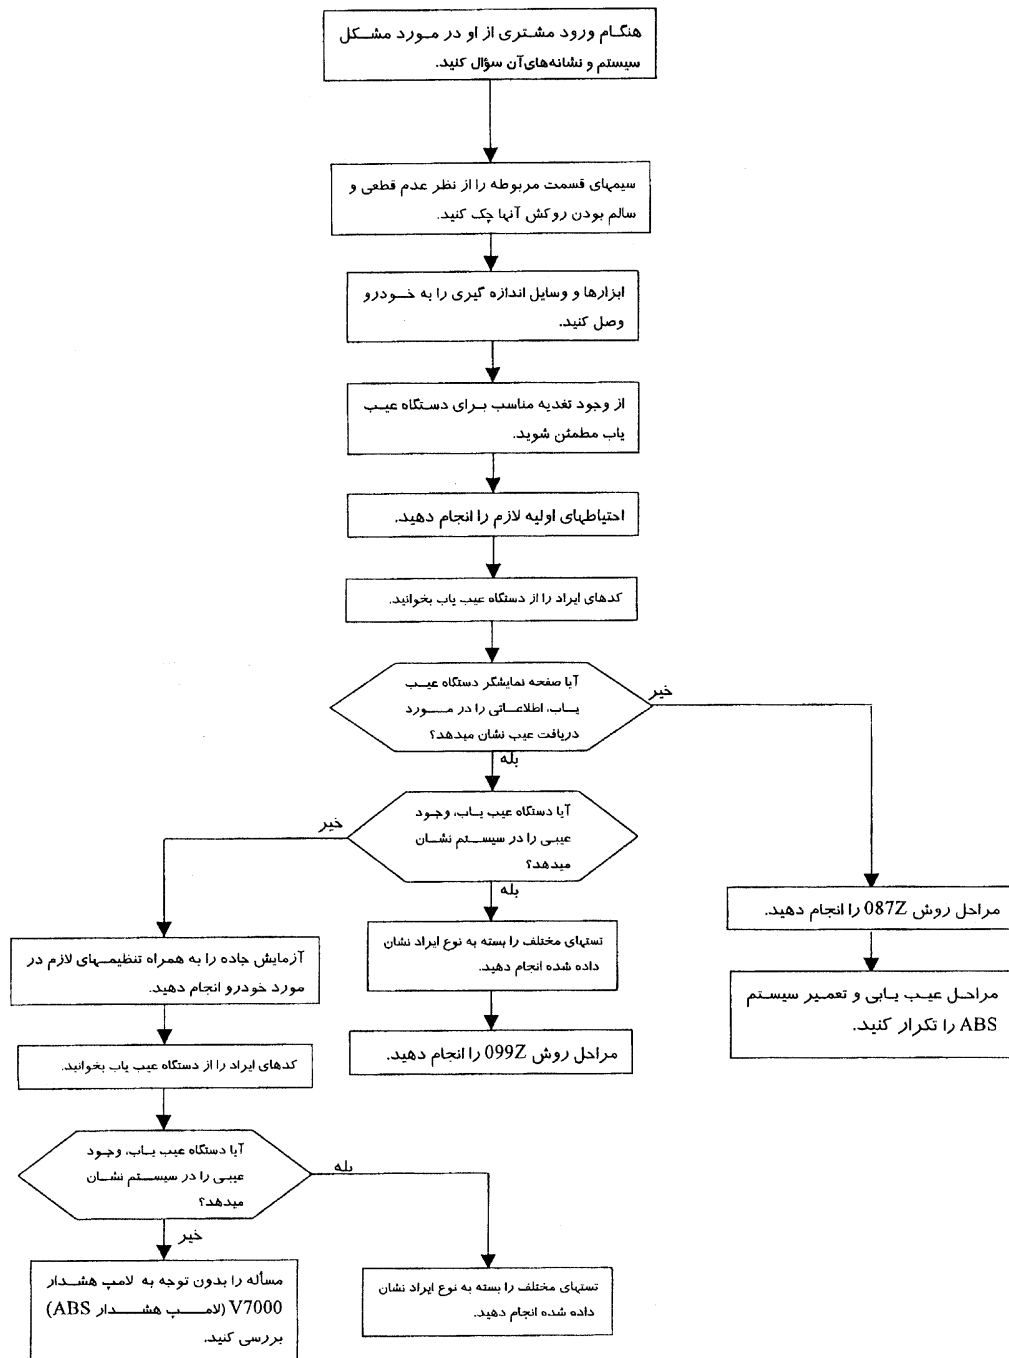 هنگام ورود مشتری از او در مورد مشکل
سیستم و نشانه‌های آن سؤال کنید.
سیمهای قسمت مربوطه را از نظر عدم قطعی و
سالم بودن روکش آنها چک کنید.
ابزارها و وسایل اندازه گیری را به خودرو
وصل کنید.
از وجود تغدیه مناسب برای دستگاه عیب
یاب مطمئن شوید.
احتیاطهای اولیه لازم را انجام دهید.
کدهای ایراد را از دستگاه عیب یاب بخوانید.
آیا صفحه نمایشگر دستگاه عیب
یاب، اطلاعاتی را در مورد
دریافت عیب نشان میدهد؟
خیر
بله
آیا دستگاه عیب یاب، وجود
عیبی را در سیستم نشان
میدهد؟
خیر
بله
مراحل روش 087Z را انجام دهید.
مراحل عیب یابی و تعمیر سیستم
ABS را تکرار کنید.
تستهای مختلف را بسته به نوع ایراد نشان
داده شده انجام دهید.
مراحل روش 099Z را انجام دهید.
آزمایش جاده را به همراه تنظیمهای لازم در
مورد خودرو انجام دهید.
کدهای ایراد را از دستگاه عیب یاب بخوانید.
آیا دستگاه عیب یاب، وجود
عیبی را در سیستم نشان
میدهد؟
بله
خیر
تستهای مختلف را بسته به نوع ایراد نشان
داده شده انجام دهید.
مسأله را بدون توجه به لامپ هشدار
V7000 (لامپ هشدار ABS)
بررسی کنید.